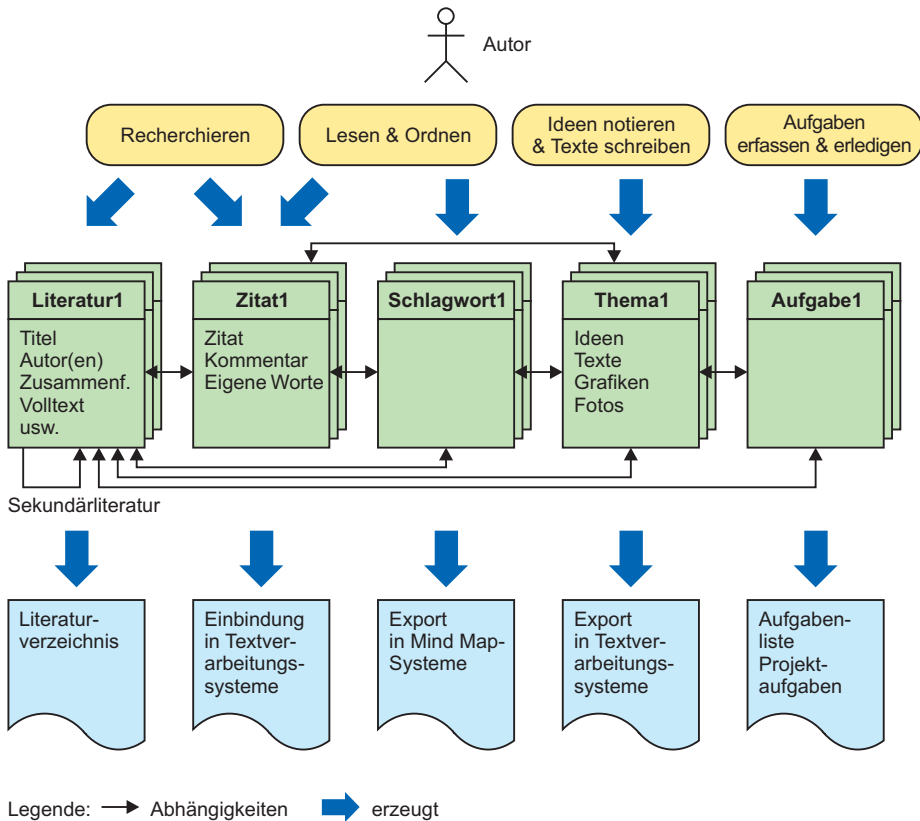 Autor
Recherchieren
Lesen & Ordnen
Ideen notieren
& Texte schreiben
Aufgaben
erfassen & erledigen
Literatur1
Titel
Autor(en)
Zusammenf.
Volltext
usw.
Zitat1
Zitat
Kommentar
Eigene Worte
Schlagwort1
Thema1
Ideen
Texte
Grafiken
Fotos
Aufgabe1
Sekundärliteratur
Literatur-
verzeichnis
Einbindung
in Textver-
arbeitungs-
systeme
Export
in Mind Map-
Systeme
Export
in Textver-
arbeitungs-
systeme
Aufgaben-
liste
Projekt-
aufgaben
Legende: Abhängigkeiten erzeugt